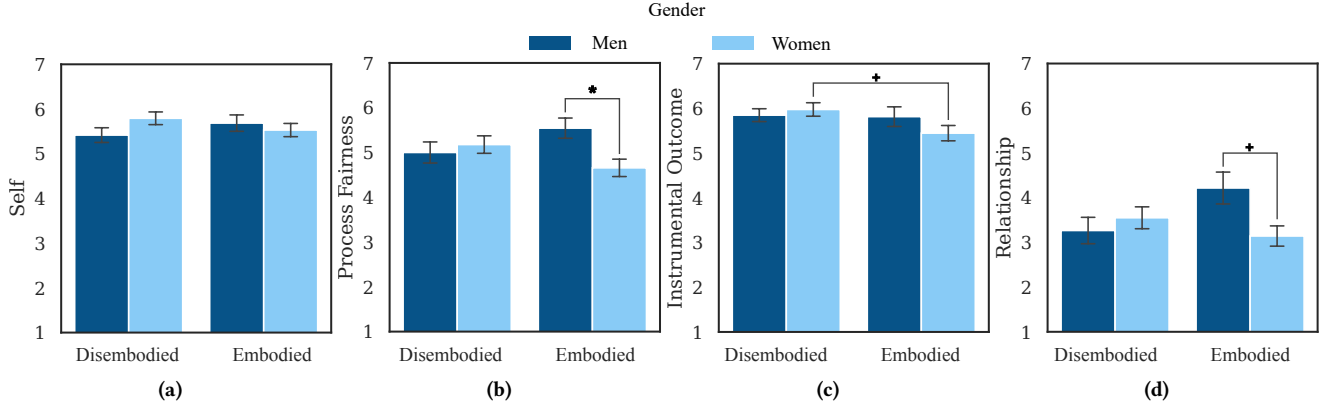 Gender
Men Women
7
6
5
4
3
2
1
Self
Disembodied Embodied
(a)
7
6
5
4
3
2
1
Process Fairness
*
Disembodied Embodied
(b)
7
6
5
4
3
2
1
Instrumental Outcome
+
Disembodied Embodied
(c)
7
6
5
4
3
2
1
Relationship
+
Disembodied Embodied
(d)